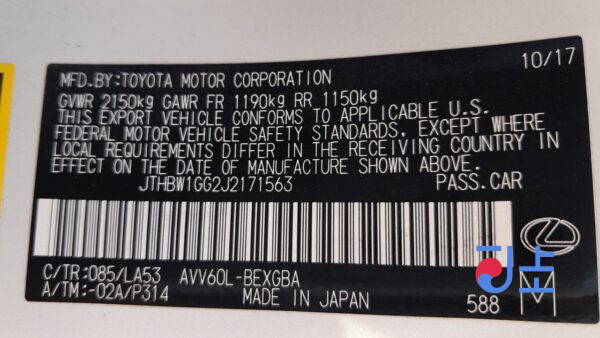 10/17
MFD.BY:TOYOTA MOTOR CORPORATION
GVWR 2150kg GAWR FR 1190kg RR 1150kg
THIS EXPORT VEHICLE CONFORMS TO APPLICABLE U.S.
FEDERAL MOTOR VEHICLE SAFETY STANDARDS, EXCEPT WHERE
LOCAL REQUIREMENTS DIFFER IN THE RECEIVING COUNTRY IN
EFFECT ON THE DATE OF MANUFACTURE SHOWN ABOVE.
JTHBW1GG2J2171563 PASS.CAR
C/TR:085/LA53 AVV60L-BEXGBA
A/TM:-02A/P314 MADE IN JAPAN 588 M